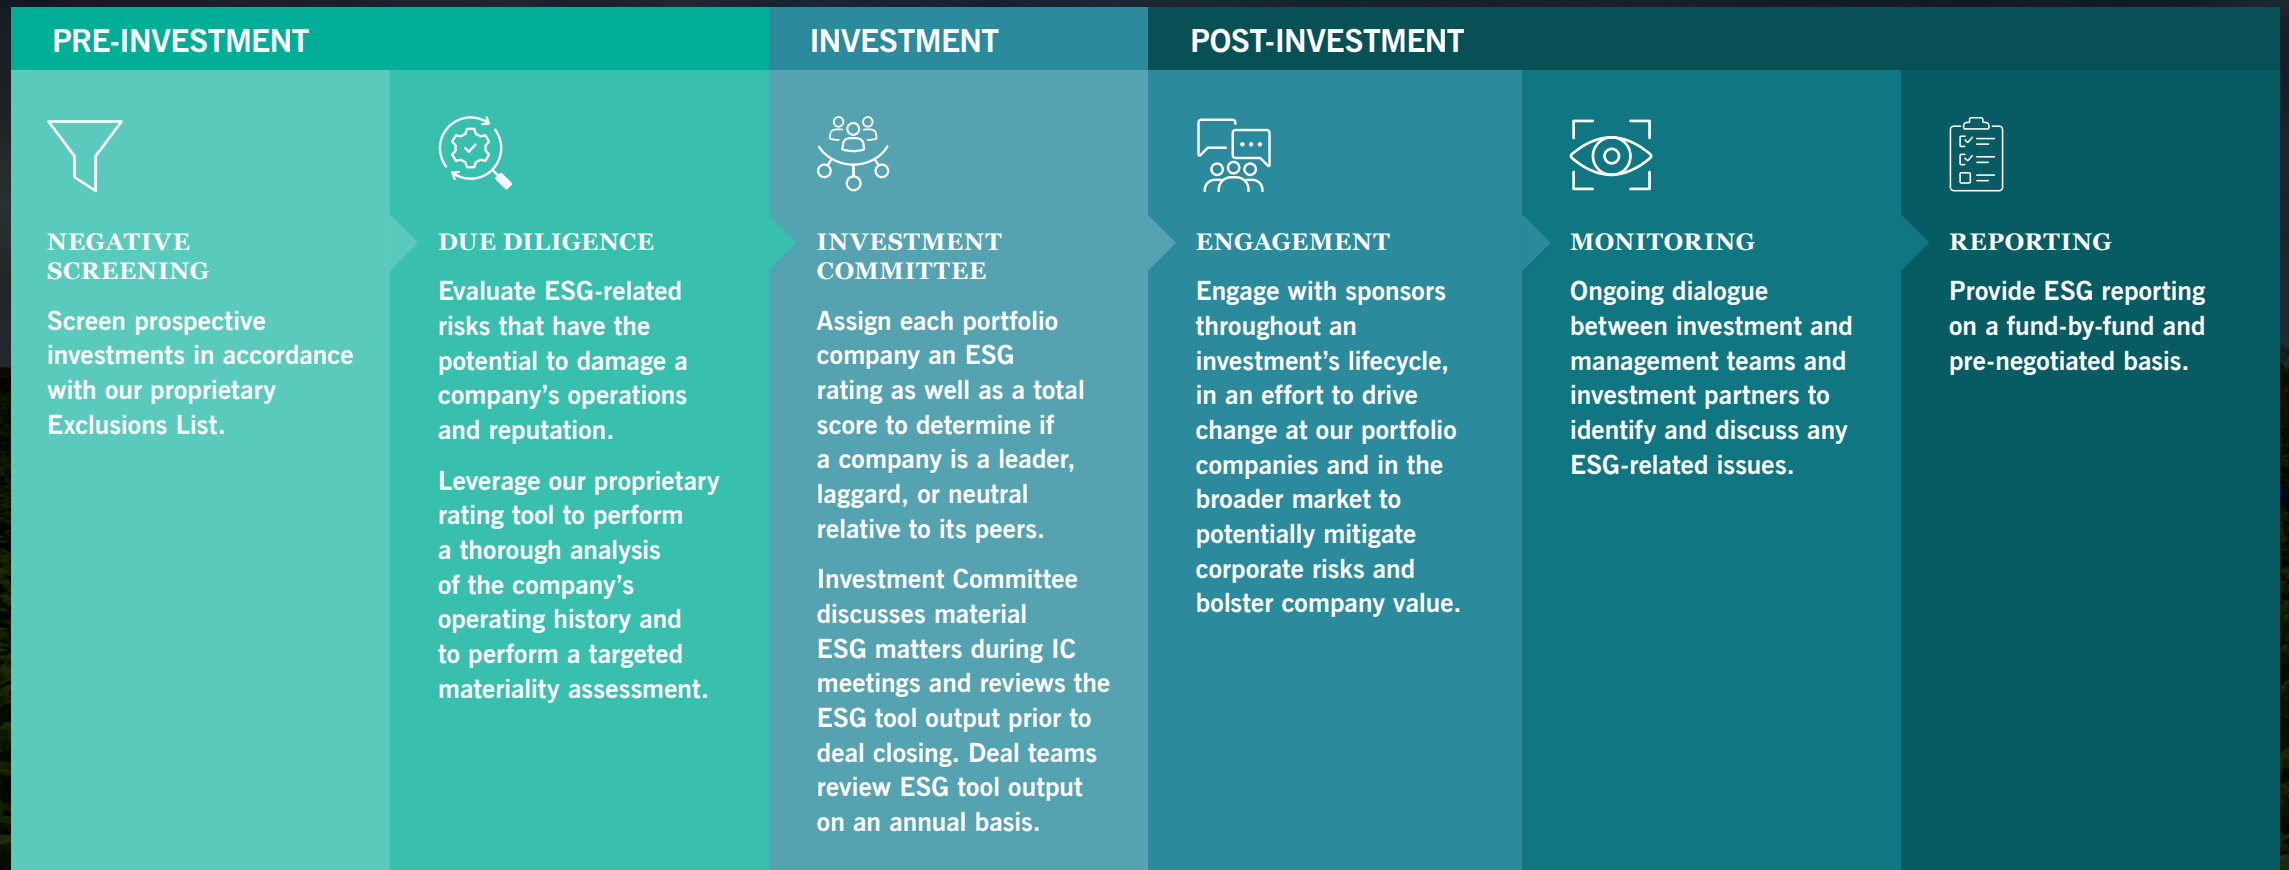 PRE-INVESTMENT
INVESTMENT
POST-INVESTMENT
NEGATIVE
SCREENING
Screen prospective
investments in accordance
with our proprietary
Exclusions List.
DUE DILIGENCE
Evaluate ESG-related
risks that have the
potential to damage a
company’s operations
and reputation.
Leverage our proprietary
rating tool to perform
a thorough analysis
of the company’s
operating history and
to perform a targeted
materiality assessment.
INVESTMENT
COMMITTEE
Assign each portfolio
company an ESG
rating as well as a total
score to determine if
a company is a leader,
laggard, or neutral
relative to its peers.
Investment Committee
discusses material
ESG matters during IC
meetings and reviews the
ESG tool output prior to
deal closing. Deal teams
review ESG tool output
on an annual basis.
ENGAGEMENT
Engage with sponsors
throughout an
investment’s lifecycle,
in an effort to drive
change at our portfolio
companies and in the
broader market to
potentially mitigate
corporate risks and
bolster company value.
MONITORING
Ongoing dialogue
between investment and
management teams and
investment partners to
identify and discuss any
ESG-related issues.
REPORTING
Provide ESG reporting
on a fund-by-fund and
pre-negotiated basis.